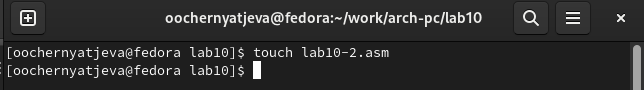 oochernyatjeva@fedora:~/work/arch-pc/lab10
[oochernyatjeva@fedora lab10]$ touch lab10-2.asm
[oochernyatjeva@fedora lab10]$